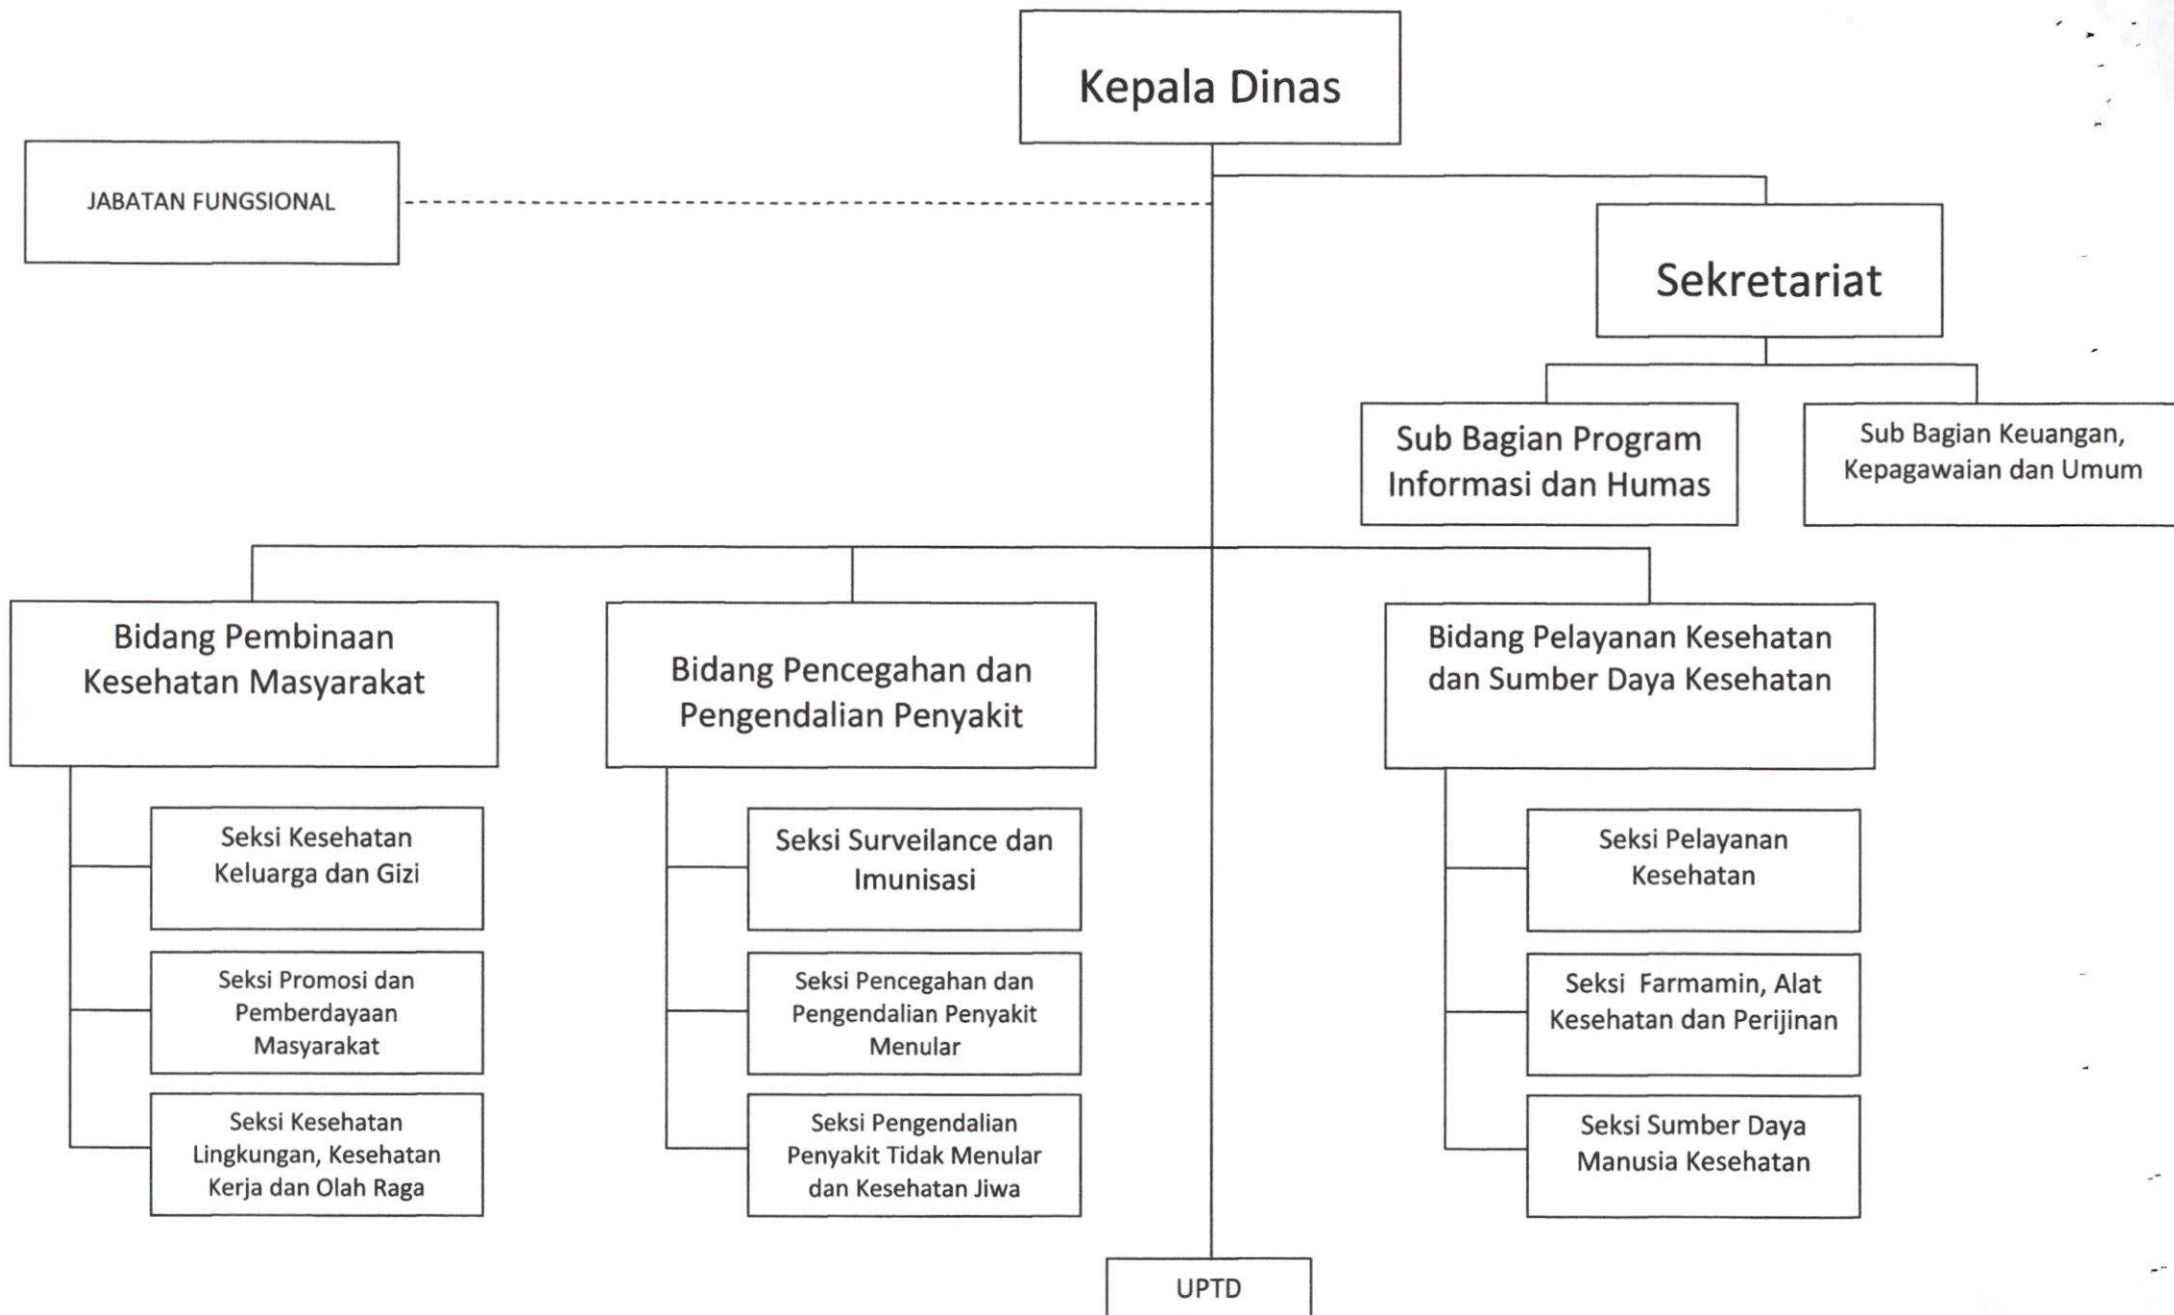 Kepala Dinas
JABATAN FUNGSIONAL
Sekretariat
Sub Bagian Program
Informasi dan Humas
Sub Bagian Keuangan,
Kepagawaian dan Umum
Bidang Pembinaan
Kesehatan Masyarakat
Bidang Pencegahan dan
Pengendalian Penyakit
Bidang Pelayanan Kesehatan
dan Sumber Daya Kesehatan
Seksi Kesehatan
Keluarga dan Gizi
Seksi Promosi dan
Pemberdayaan
Masyarakat
Seksi Kesehatan
Lingkungan, Kesehatan
Kerja dan Olah Raga
Seksi Surveilance dan
Imunisasi
Seksi Pencegahan dan
Pengendalian Penyakit
Menular
Seksi Pengendalian
Penyakit Tidak Menular
dan Kesehatan Jiwa
Seksi Pelayanan
Kesehatan
Seksi  Farmamin, Alat
Kesehatan dan Perijinan
Seksi Sumber Daya
Manusia Kesehatan
UPTD